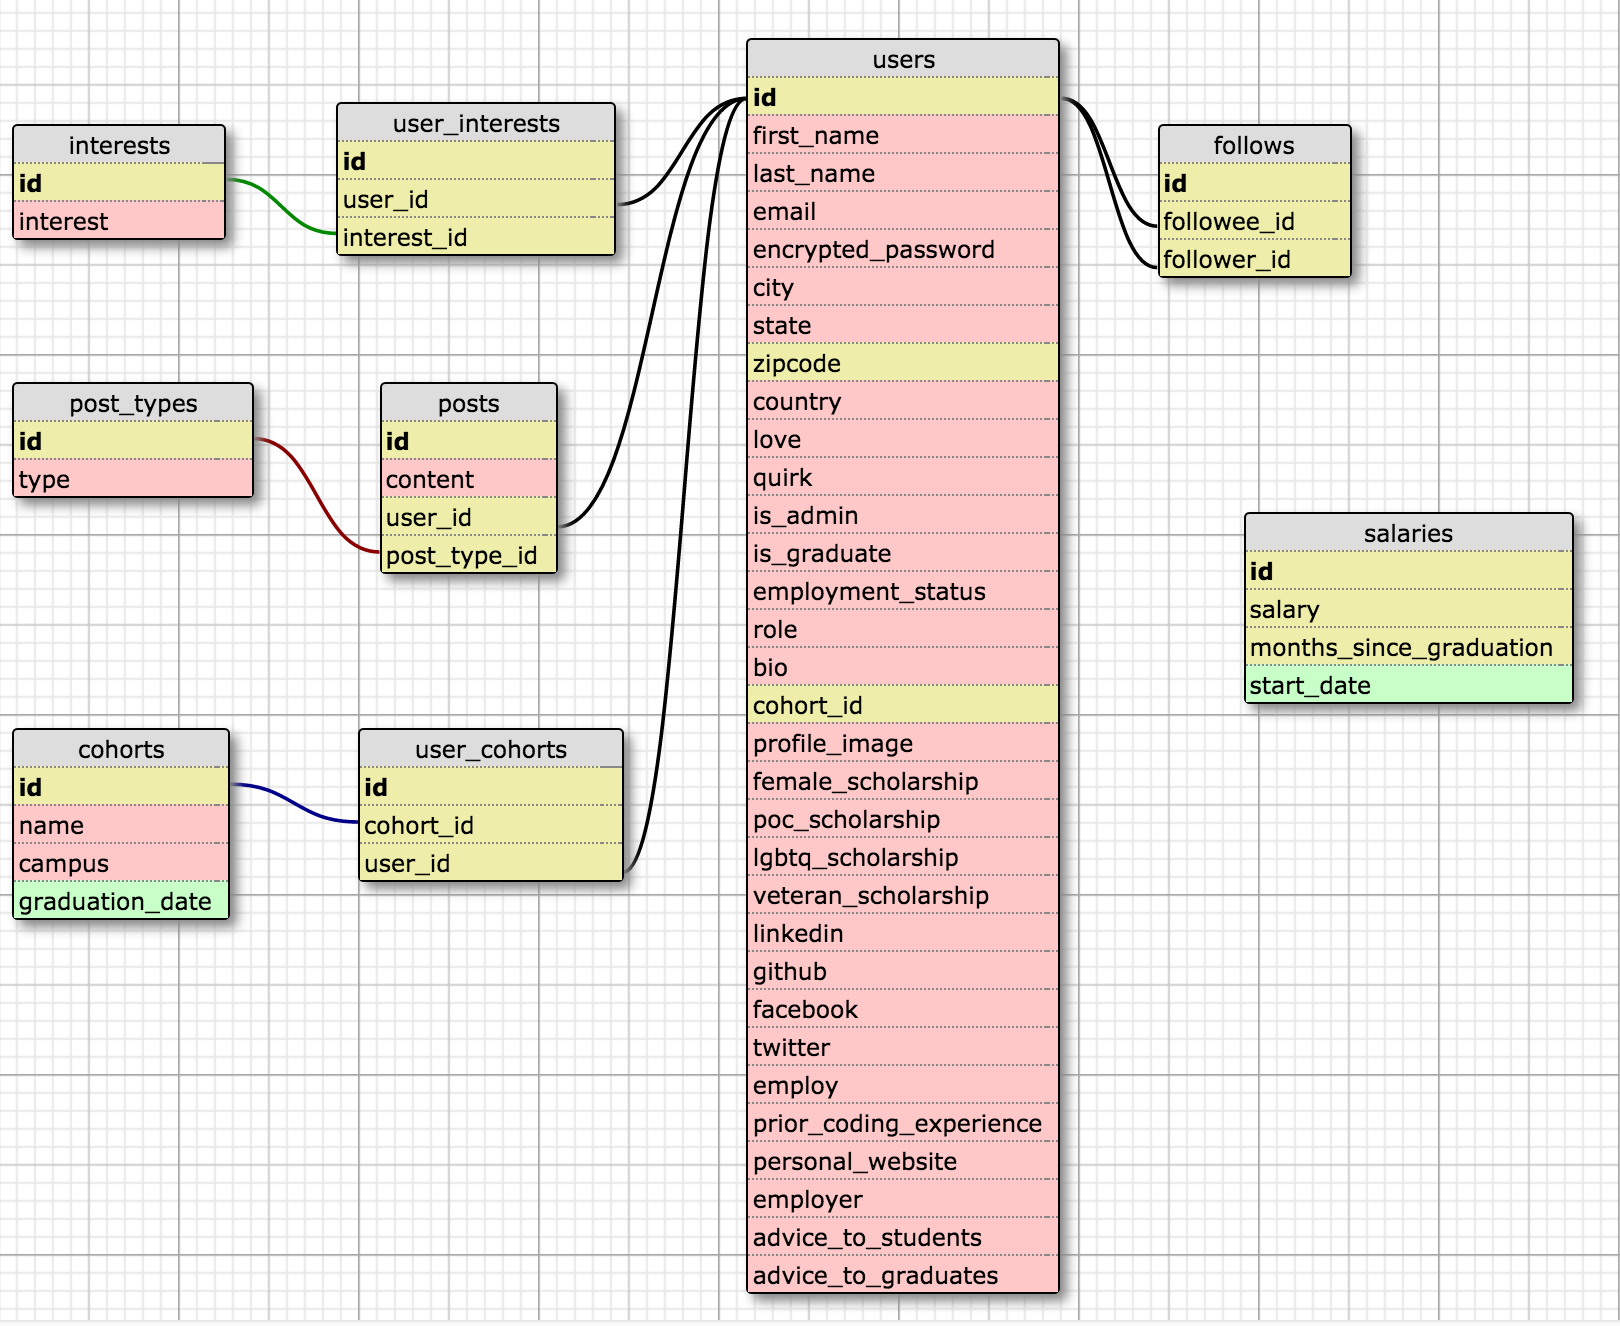 interests
id
interest
user_interests
id
user_id
interest_id
post_types
id
type
posts
id
content
user_id
post_type_id
cohorts
id
name
campus
graduation_date
user_cohorts
id
cohort_id
user_id
users
id
first_name
last_name
email
encrypted_password
city
state
zipcode
country
love
quirk
is_admin
is_graduate
employment_status
role
bio
cohort_id
profile_image
female_scholarship
poc_scholarship
lgbtq_scholarship
veteran_scholarship
linkedin
github
facebook
twitter
employ
prior_coding_experience
personal_website
employer
advice_to_students
advice_to_graduates
follows
id
followee_id
follower_id
salaries
id
salary
months_since_graduation
start_date